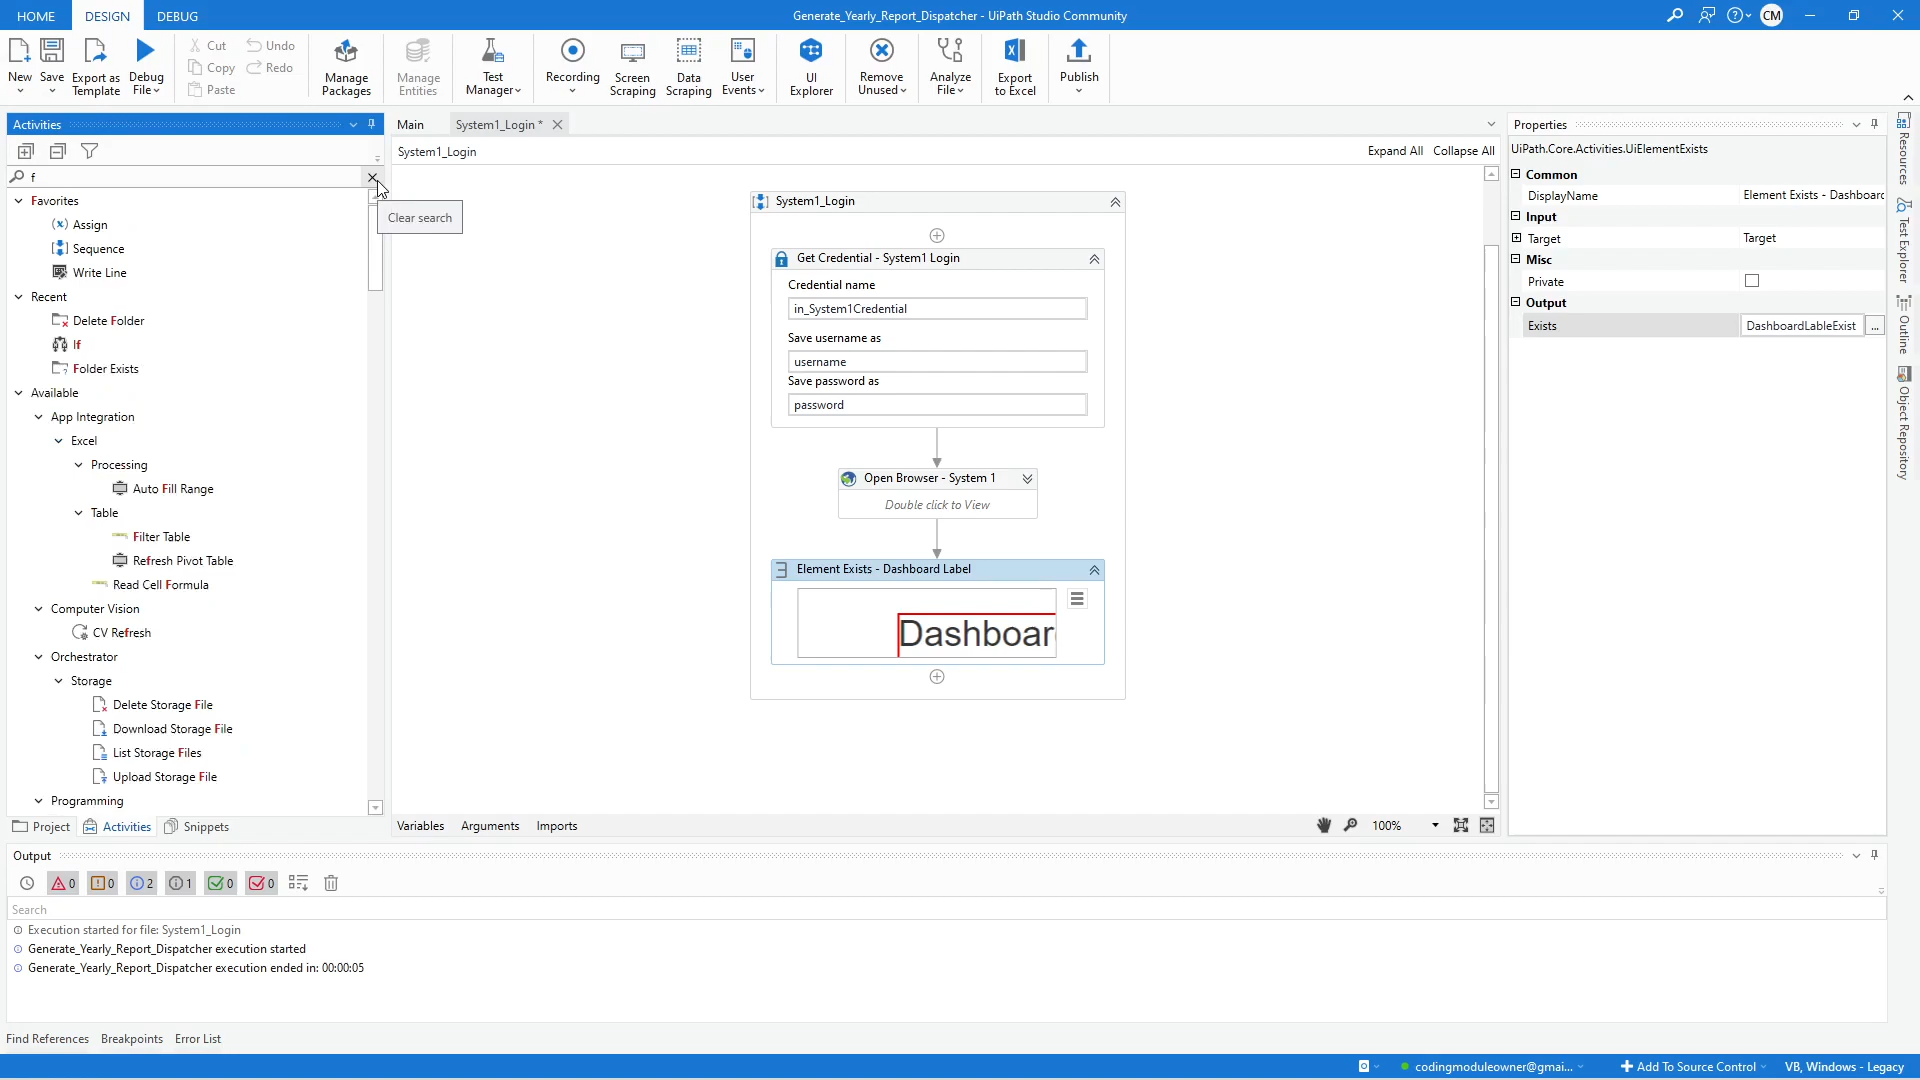 HOME DESIGN DEBUG
Generate_Yearly_Report_Dispatcher - UiPath Studio Community
CM
New
Save
Export as Template
Debug File
Cut
Copy
Paste
Undo
Redo
Manage Packages
Manage Entities
Test Manager
Recording
Screen Scraping
Data Scraping
User Events
UI Explorer
Remove Unused
Analyze File
Export to Excel
Publish
Activities
f
Clear search
Favorites
Assign
Sequence
Write Line
Recent
Delete Folder
If
Folder Exists
Available
App Integration
Excel
Processing
Auto Fill Range
Table
Filter Table
Refresh Pivot Table
Read Cell Formula
Computer Vision
CV Refresh
Orchestrator
Storage
Delete Storage File
Download Storage File
List Storage Files
Upload Storage File
Programming
Project Activities Snippets
Main System1_Login *
System1_Login
Expand All Collapse All
System1_Login
Get Credential - System1 Login
Credential name
in_System1Credential
Save username as
username
Save password as
password
Open Browser - System 1
Double click to View
Element Exists - Dashboard Label
Dashboar
Variables Arguments Imports
100%
Properties
UiPath.Core.Activities.UiElementExists
Common
DisplayName Element Exists - Dashboard
Input
Target Target
Misc
Private
Output
Exists DashboardLableExist ...
Resources
Test Explorer
Outline
Object Repository
Output
0 0 2 1 0 0
Search
Execution started for file: System1_Login
Generate_Yearly_Report_Dispatcher execution started
Generate_Yearly_Report_Dispatcher execution ended in: 00:00:05
Find References Breakpoints Error List
codingmoduleowner@gmai...
Add To Source Control
VB, Windows - Legacy